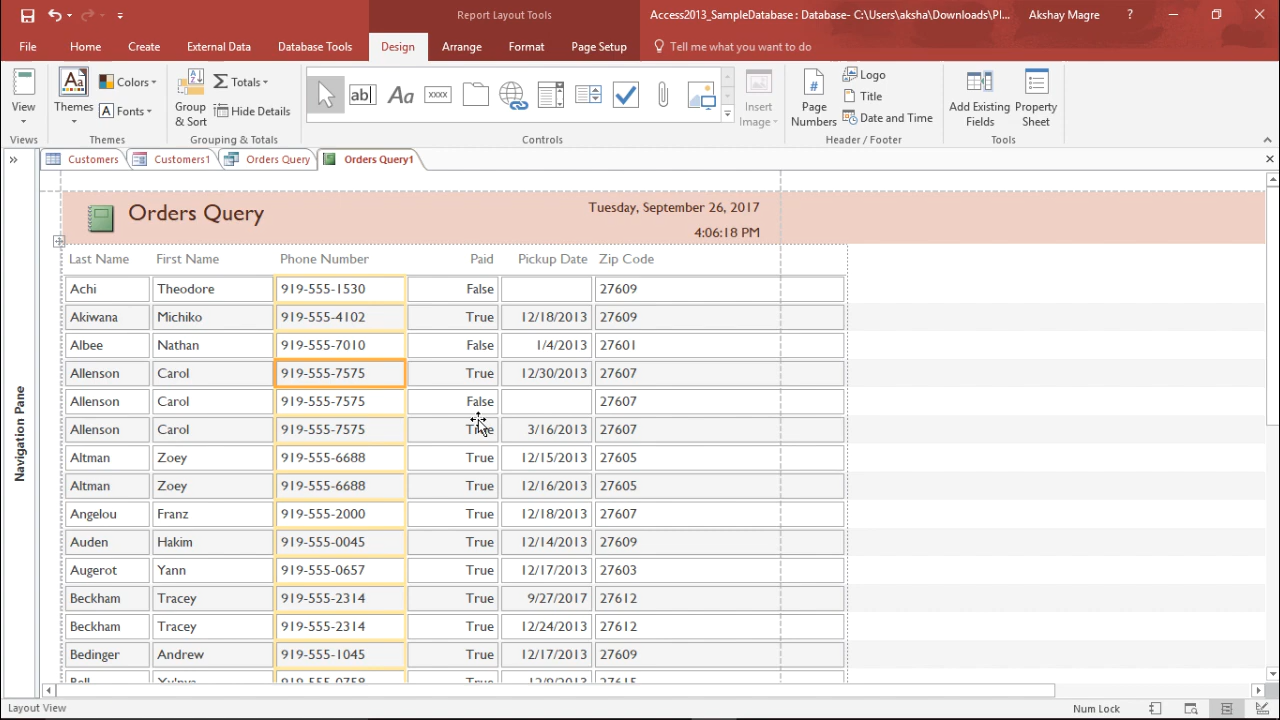 Report Layout Tools
Access2013_SampleDatabase : Database- C:\Users\aksha\Downloads\Pl...
Akshay Magre
?
File Home Create External Data Database Tools Design Arrange Format Page Setup Tell me what you want to do
View
Themes
Colors
Fonts
Group & Sort
Totals
Hide Details
ab
Aa
xxxx
Insert Image
Page Numbers
Logo
Title
Date and Time
Add Existing Fields
Property Sheet
Views Themes Grouping & Totals Controls Header / Footer Tools
Customers Customers1 Orders Query Orders Query1
Navigation Pane
Orders Query
Tuesday, September 26, 2017
4:06:18 PM
Last Name First Name Phone Number Paid Pickup Date Zip Code
Achi Theodore 919-555-1530 False 27609
Akiwana Michiko 919-555-4102 True 12/18/2013 27609
Albee Nathan 919-555-7010 False 1/4/2013 27601
Allenson Carol 919-555-7575 True 12/30/2013 27607
Allenson Carol 919-555-7575 False 27607
Allenson Carol 919-555-7575 True 3/16/2013 27607
Altman Zoey 919-555-6688 True 12/15/2013 27605
Altman Zoey 919-555-6688 True 12/16/2013 27605
Angelou Franz 919-555-2000 True 12/18/2013 27607
Auden Hakim 919-555-0045 True 12/14/2013 27609
Augerot Yann 919-555-0657 True 12/17/2013 27603
Beckham Tracey 919-555-2314 True 9/27/2017 27612
Beckham Tracey 919-555-2314 True 12/24/2013 27612
Bedinger Andrew 919-555-1045 True 12/17/2013 27609
Layout View
Num Lock